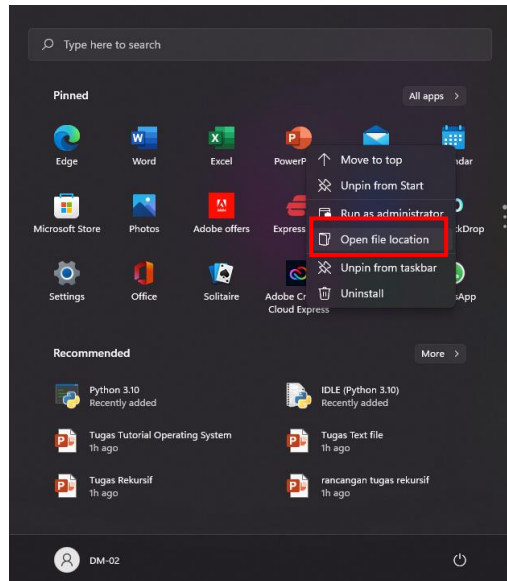 Type here to search
Pinned
All apps >
Edge
Word
Excel
PowerP
ndar
Move to top
Unpin from Start
Run as administrator
Open file location
Unpin from taskbar
Uninstall
Microsoft Store
Photos
Adobe offers
Express
ckDrop
Settings
Office
Solitaire
Adobe Cr
Cloud Express
sApp
Recommended
More >
Python 3.10
Recently added
IDLE (Python 3.10)
Recently added
Tugas Tutorial Operating System
1h ago
Tugas Text file
1h ago
Tugas Rekursif
1h ago
rancangan tugas rekursif
1h ago
DM-02